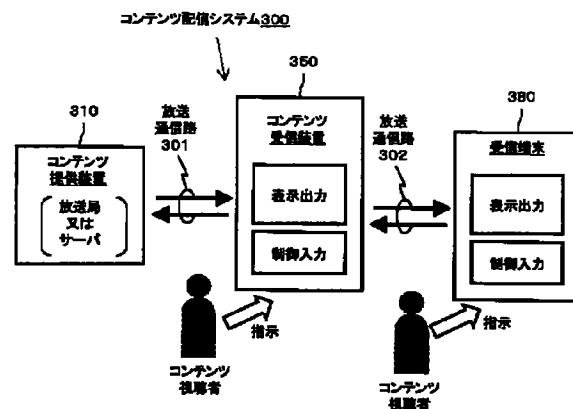 コンテンツ配信システム300
310
コンテンツ
提供装置
放送局
又は
サーバ
放送
通信路
301
350
コンテンツ
受信装置
表示出力
制御入力
放送
通信路
302
380
受信端末
表示出力
制御入力
指示
コンテンツ
視聴者
指示
コンテンツ
視聴者